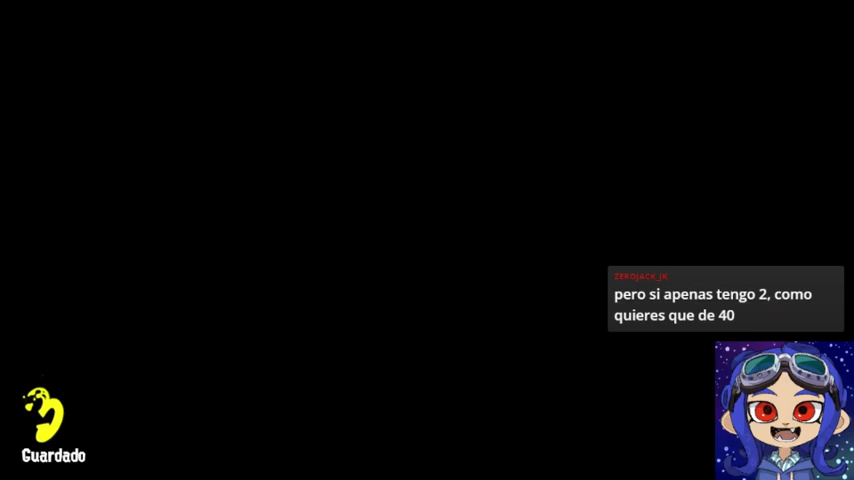 ZEROJACK_JK
pero si apenas tengo 2, como
quieres que de 40
Guardado